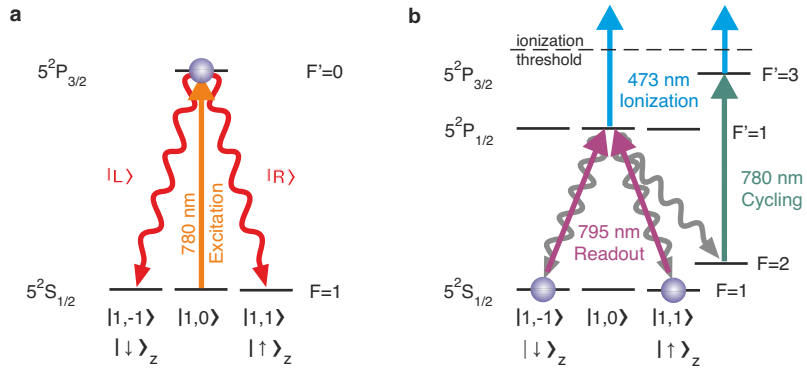 a
5²P₃/₂
F'=0
|L⟩
|R⟩
780 nm
Excitation
5²S₁/₂
F=1
|1,-1⟩ |1,0⟩ |1,1⟩
|↓⟩z |↑⟩z
b
ionization
threshold
5²P₃/₂
F'=3
473 nm
Ionization
5²P₁/₂
F'=1
780 nm
Cycling
795 nm
Readout
F=2
5²S₁/₂
F=1
|1,-1⟩ |1,0⟩ |1,1⟩
|↓⟩z |↑⟩z